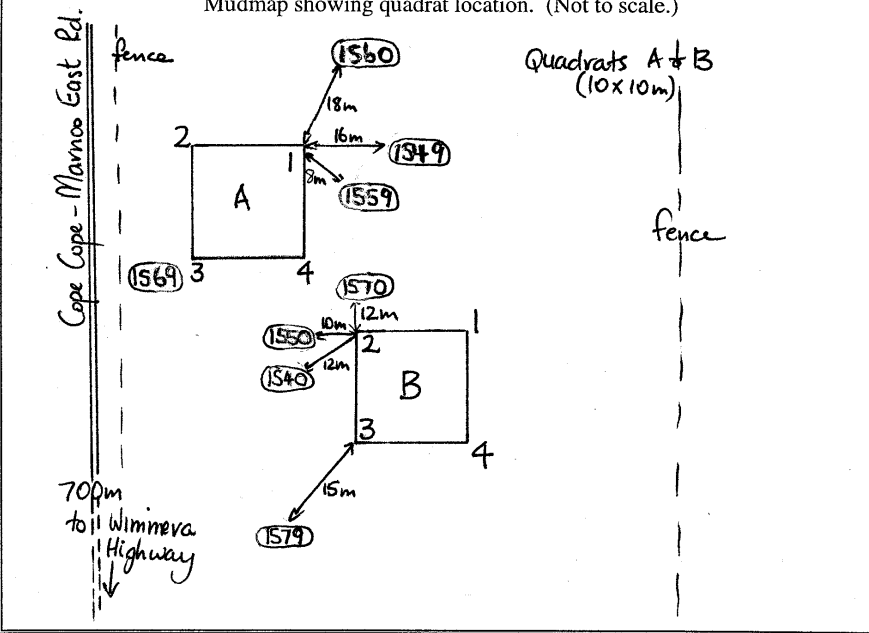 Mudmap showing quadrat location. (Not to scale.)
Cope Cope - Marnoo East Rd.
fence
1560
Quadrats A & B
(10x10m)
18m
2
16m
1
1549
8m
1559
A
fence
1569
3
4
1570
12m
10m
1
1550
2
12m
1540
B
3
4
700m
to
15m
Wimmera
1579
Highway